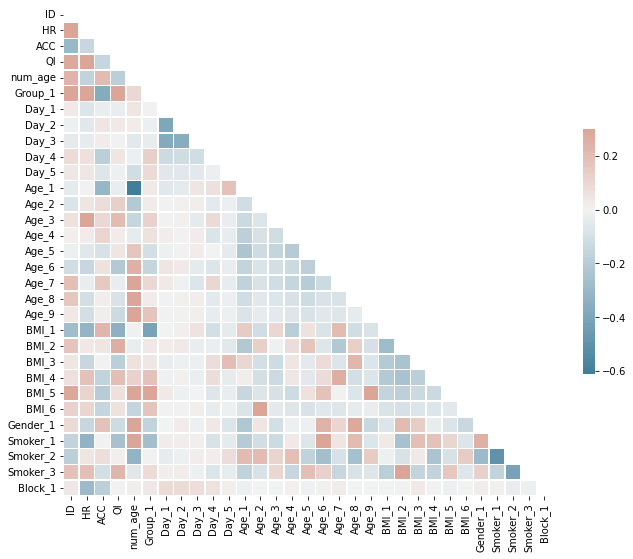 ID
HR
ACC
QI
num_age
Group_1
Day_1
Day_2
Day_3
Day_4
Day_5
Age_1
Age_2
Age_3
Age_4
Age_5
Age_6
Age_7
Age_8
Age_9
BMI_1
BMI_2
BMI_3
BMI_4
BMI_5
BMI_6
Gender_1
Smoker_1
Smoker_2
Smoker_3
Block_1
0.2
0.0
−0.2
−0.4
−0.6
ID
HR
ACC
QI
num_age
Group_1
Day_1
Day_2
Day_3
Day_4
Day_5
Age_1
Age_2
Age_3
Age_4
Age_5
Age_6
Age_7
Age_8
Age_9
BMI_1
BMI_2
BMI_3
BMI_4
BMI_5
BMI_6
Gender_1
Smoker_1
Smoker_2
Smoker_3
Block_1